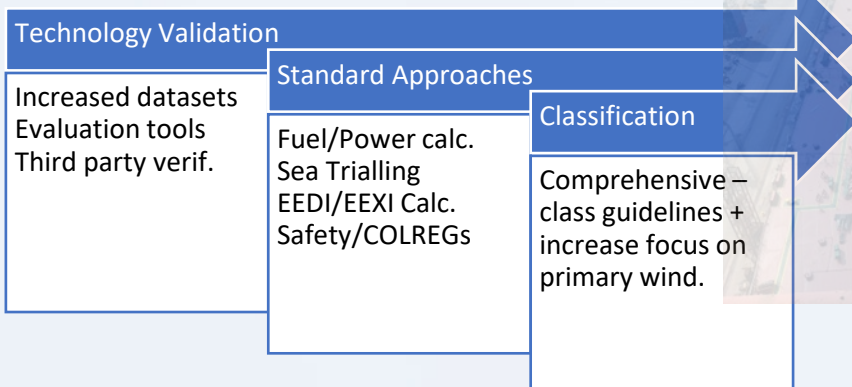 Technology Validation
Increased datasets
Evaluation tools
Third party verif.
Standard Approaches
Fuel/Power calc.
Sea Trialling
EEDI/EEXI Calc.
Safety/COLREGs
Classification
Comprehensive –
class guidelines +
increase focus on
primary wind.